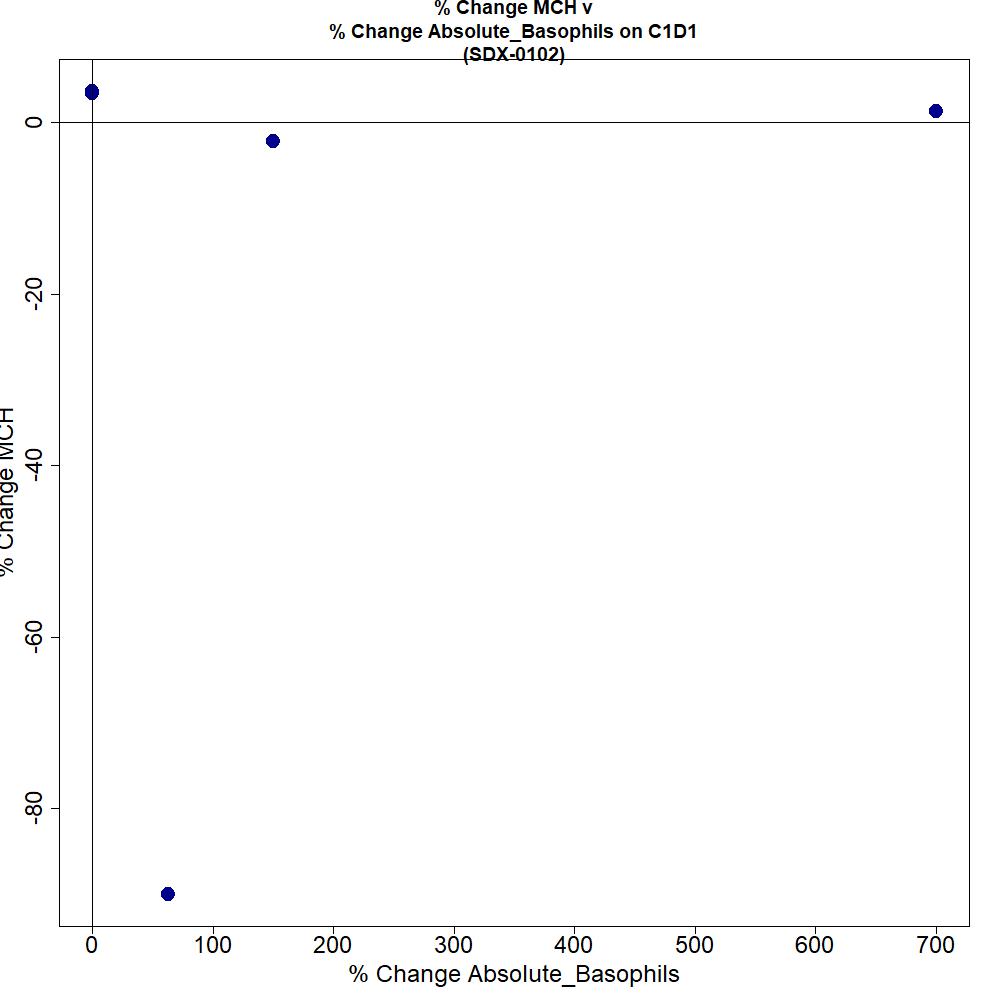 % Change MCH v
% Change Absolute_Basophils on C1D1
(SDX-0102)
% Change MCH
0
-20
-40
-60
-80
0 100 200 300 400 500 600 700
% Change Absolute_Basophils